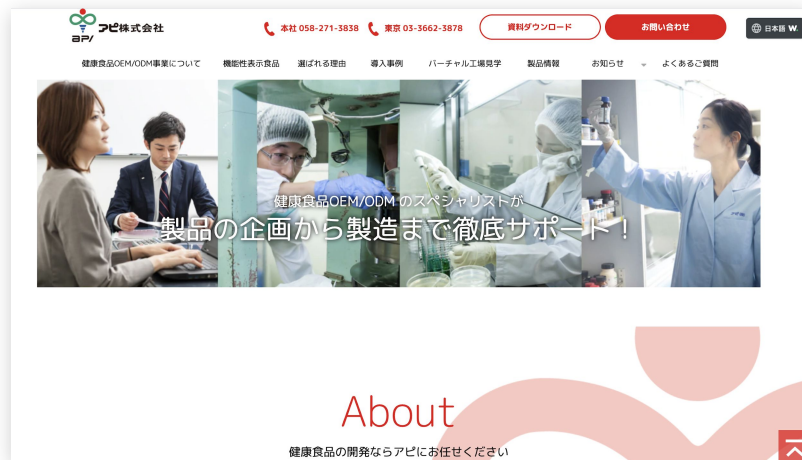 アピ株式会社
api
本社 058-271-3838
東京 03-3662-3878
資料ダウンロード
お問い合わせ
日本語 W.
健康食品OEM/ODM事業について
機能性表示食品
選ばれる理由
導入事例
バーチャル工場見学
製品情報
お知らせ
よくあるご質問
健康食品OEM/ODM のスペシャリストが
製品の企画から製造まで徹底サポート！
About
健康食品の開発ならアピにお任せください